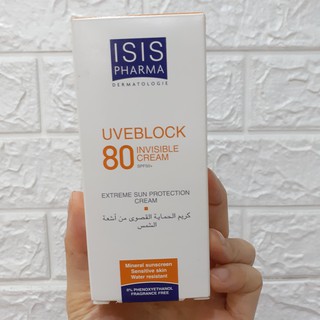 ISIS
PHARMA
DERMATOLOGIE
UVEBLOCK
80 INVISIBLE
CREAM
SPF50+
EXTREME SUN PROTECTION
CREAM
كريم الحماية القصوى من أشعة
الشمس
Mineral sunscreen
Sensitive skin
Water resistant
0% PHENOXYETHANOL
FRAGRANCE FREE